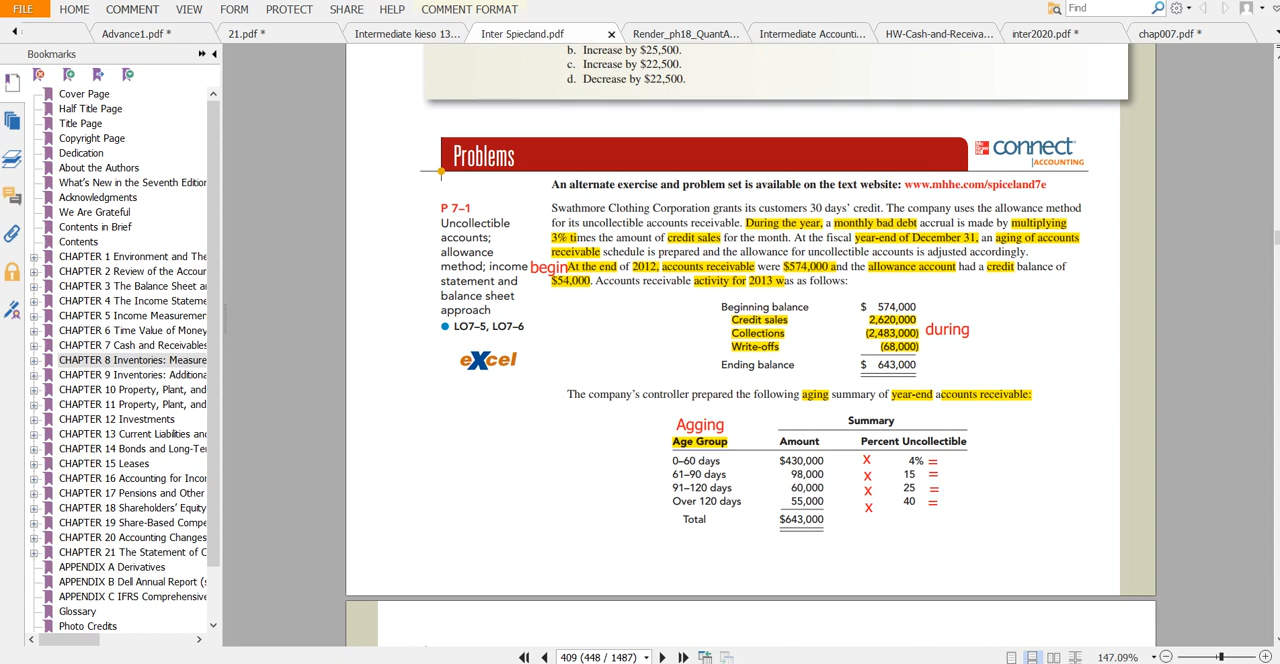 FILE HOME COMMENT VIEW FORM PROTECT SHARE HELP COMMENT FORMAT Find
Advance1.pdf * 21.pdf * Intermediate kieso 13... Inter Spiecland.pdf Render_ph18_QuantA... Intermediate Accounti... HW-Cash-and-Receiva... inter2020.pdf * chap007.pdf *
Bookmarks
Cover Page
Half Title Page
Title Page
Copyright Page
Dedication
About the Authors
What's New in the Seventh Edition
Acknowledgments
We Are Grateful
Contents in Brief
Contents
CHAPTER 1 Environment and The
CHAPTER 2 Review of the Accour
CHAPTER 3 The Balance Sheet ar
CHAPTER 4 The Income Stateme
CHAPTER 5 Income Measuremen
CHAPTER 6 Time Value of Money
CHAPTER 7 Cash and Receivables
CHAPTER 8 Inventories: Measure
CHAPTER 9 Inventories: Additiona
CHAPTER 10 Property, Plant, and
CHAPTER 11 Property, Plant, and
CHAPTER 12 Investments
CHAPTER 13 Current Liabilities and
CHAPTER 14 Bonds and Long-Ter
CHAPTER 15 Leases
CHAPTER 16 Accounting for Incor
CHAPTER 17 Pensions and Other
CHAPTER 18 Shareholders' Equity
CHAPTER 19 Share-Based Compe
CHAPTER 20 Accounting Changes
CHAPTER 21 The Statement of C
APPENDIX A Derivatives
APPENDIX B Dell Annual Report (s
APPENDIX C IFRS Comprehensive
Glossary
Photo Credits
b. Increase by $25,500.
c. Increase by $22,500.
d. Decrease by $22,500.
Problems
connect
ACCOUNTING
An alternate exercise and problem set is available on the text website: www.mhhe.com/spiceland7e
P 7–1
Uncollectible
accounts;
allowance
method; income
statement and
balance sheet
approach
LO7–5, LO7–6
eXcel
Swathmore Clothing Corporation grants its customers 30 days' credit. The company uses the allowance method
for its uncollectible accounts receivable. During the year, a monthly bad debt accrual is made by multiplying
3% times the amount of credit sales for the month. At the fiscal year-end of December 31, an aging of accounts
receivable schedule is prepared and the allowance for uncollectible accounts is adjusted accordingly.
begin At the end of 2012, accounts receivable were $574,000 and the allowance account had a credit balance of
$54,000. Accounts receivable activity for 2013 was as follows:
Beginning balance $ 574,000
Credit sales 2,620,000
Collections (2,483,000) during
Write-offs (68,000)
Ending balance $ 643,000
The company's controller prepared the following aging summary of year-end accounts receivable:
Agging Summary
Age Group Amount Percent Uncollectible
0–60 days $430,000 X 4% =
61–90 days 98,000 X 15 =
91–120 days 60,000 X 25 =
Over 120 days 55,000 X 40 =
Total $643,000
409 (448 / 1487) 147.09%